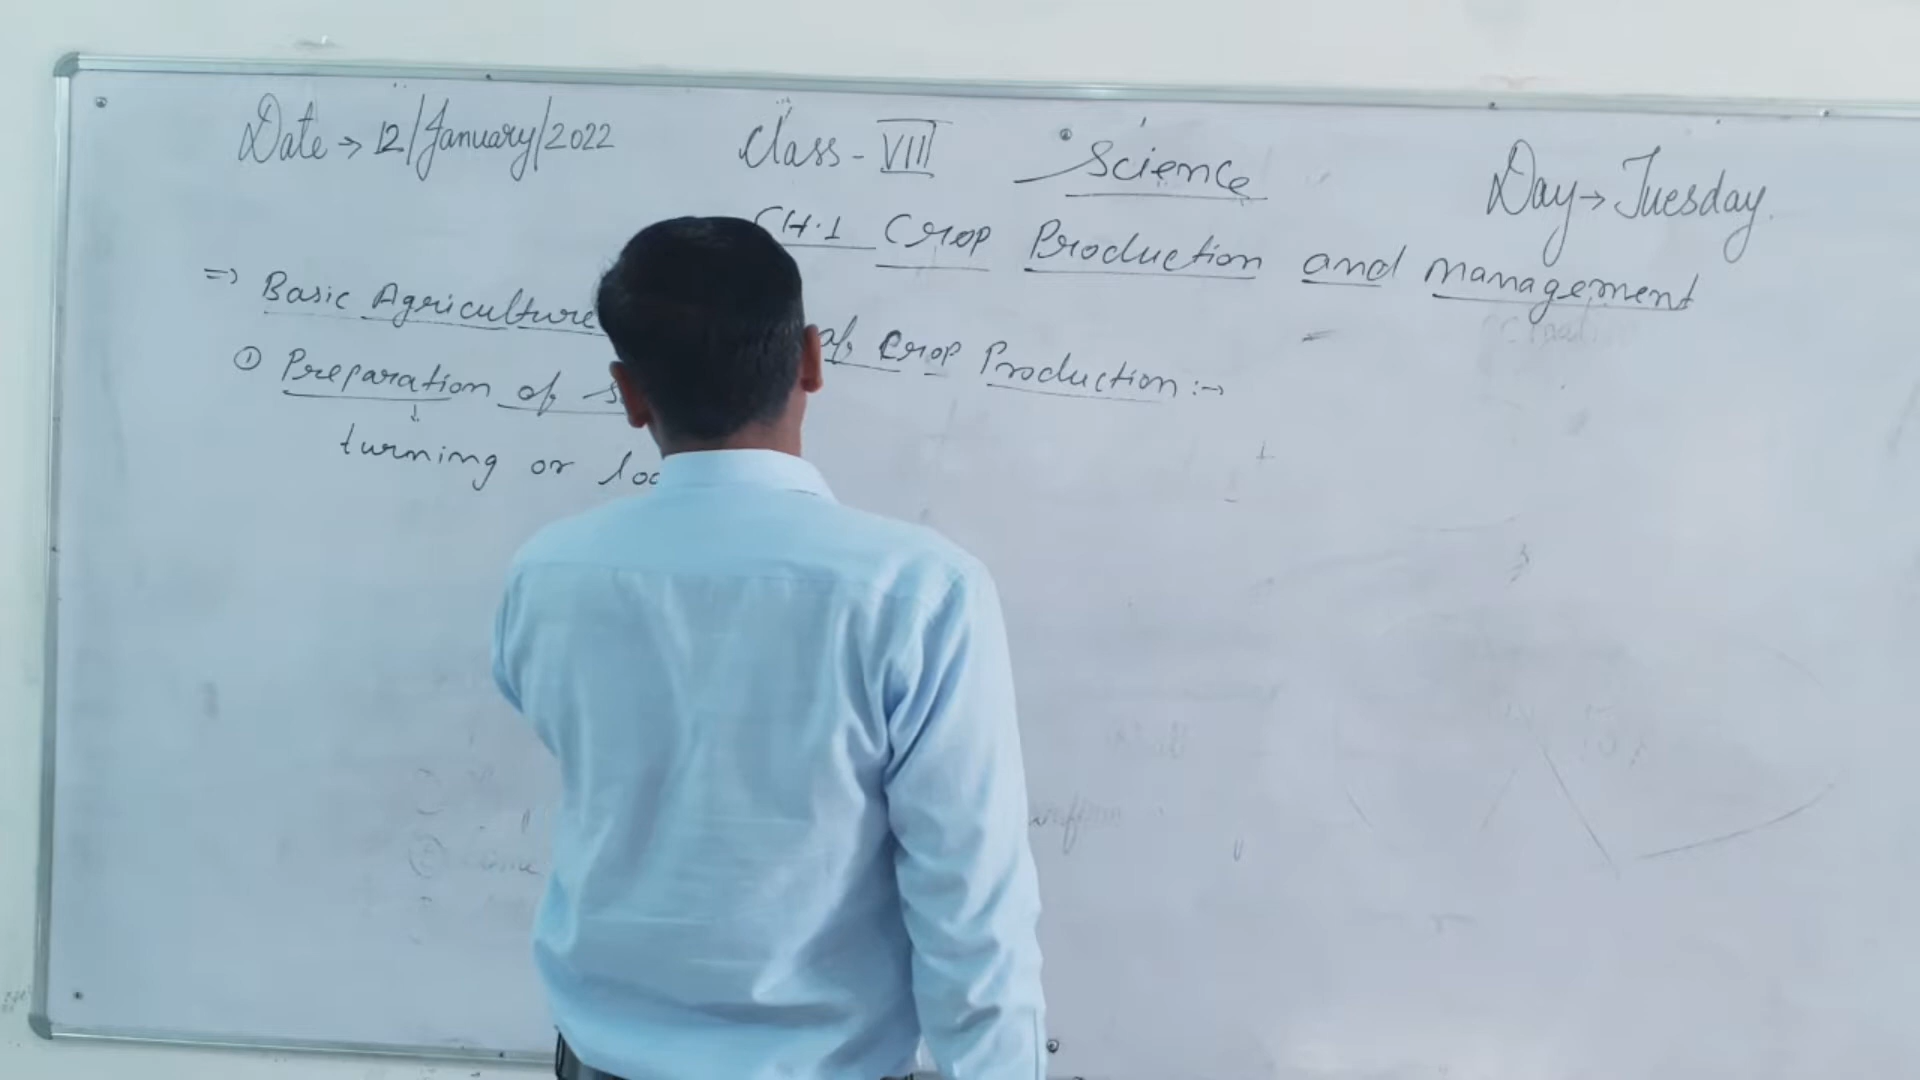 Date → 12/January/2022 Class - VIII Science Day → Tuesday.
CH.1 Crop Production and management
=> Basic Agriculture of Crop Production :→
① Preparation of
↓
turning or